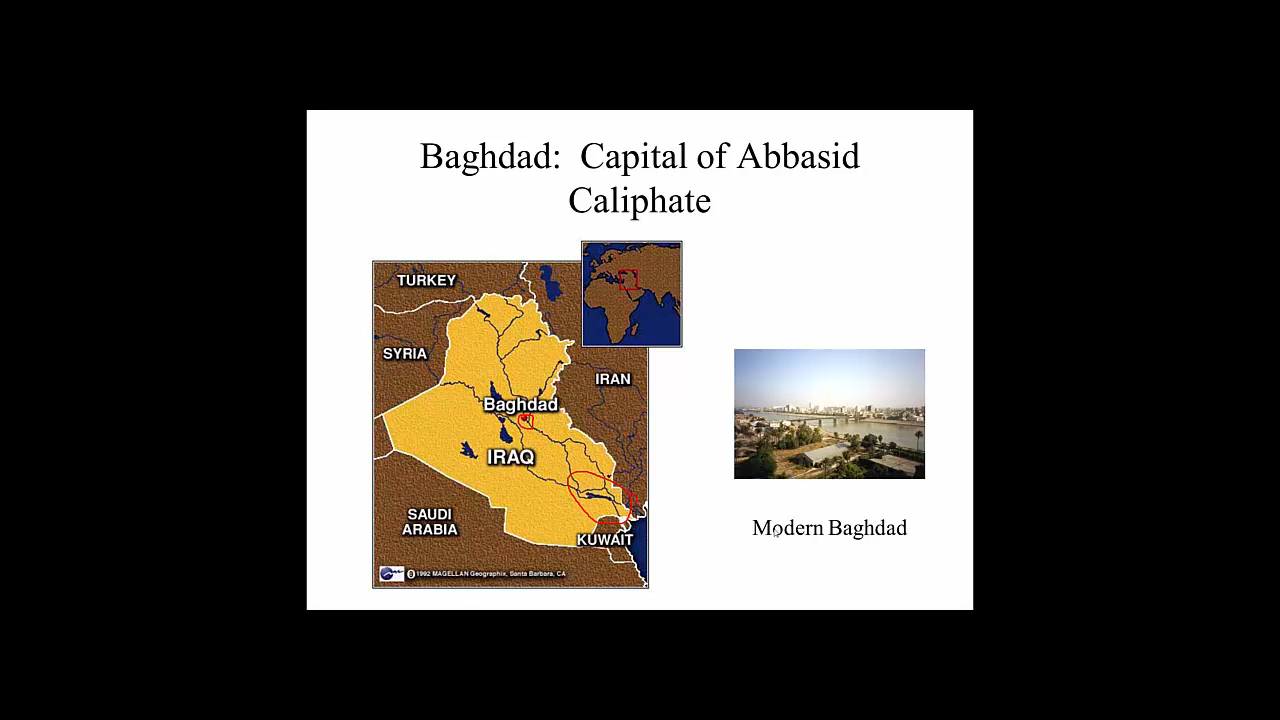 Baghdad: Capital of Abbasid
Caliphate
TURKEY
SYRIA
IRAN
Baghdad
IRAQ
SAUDI
ARABIA
KUWAIT
© 1992 MAGELLAN Geographix, Santa Barbara, CA
Modern Baghdad